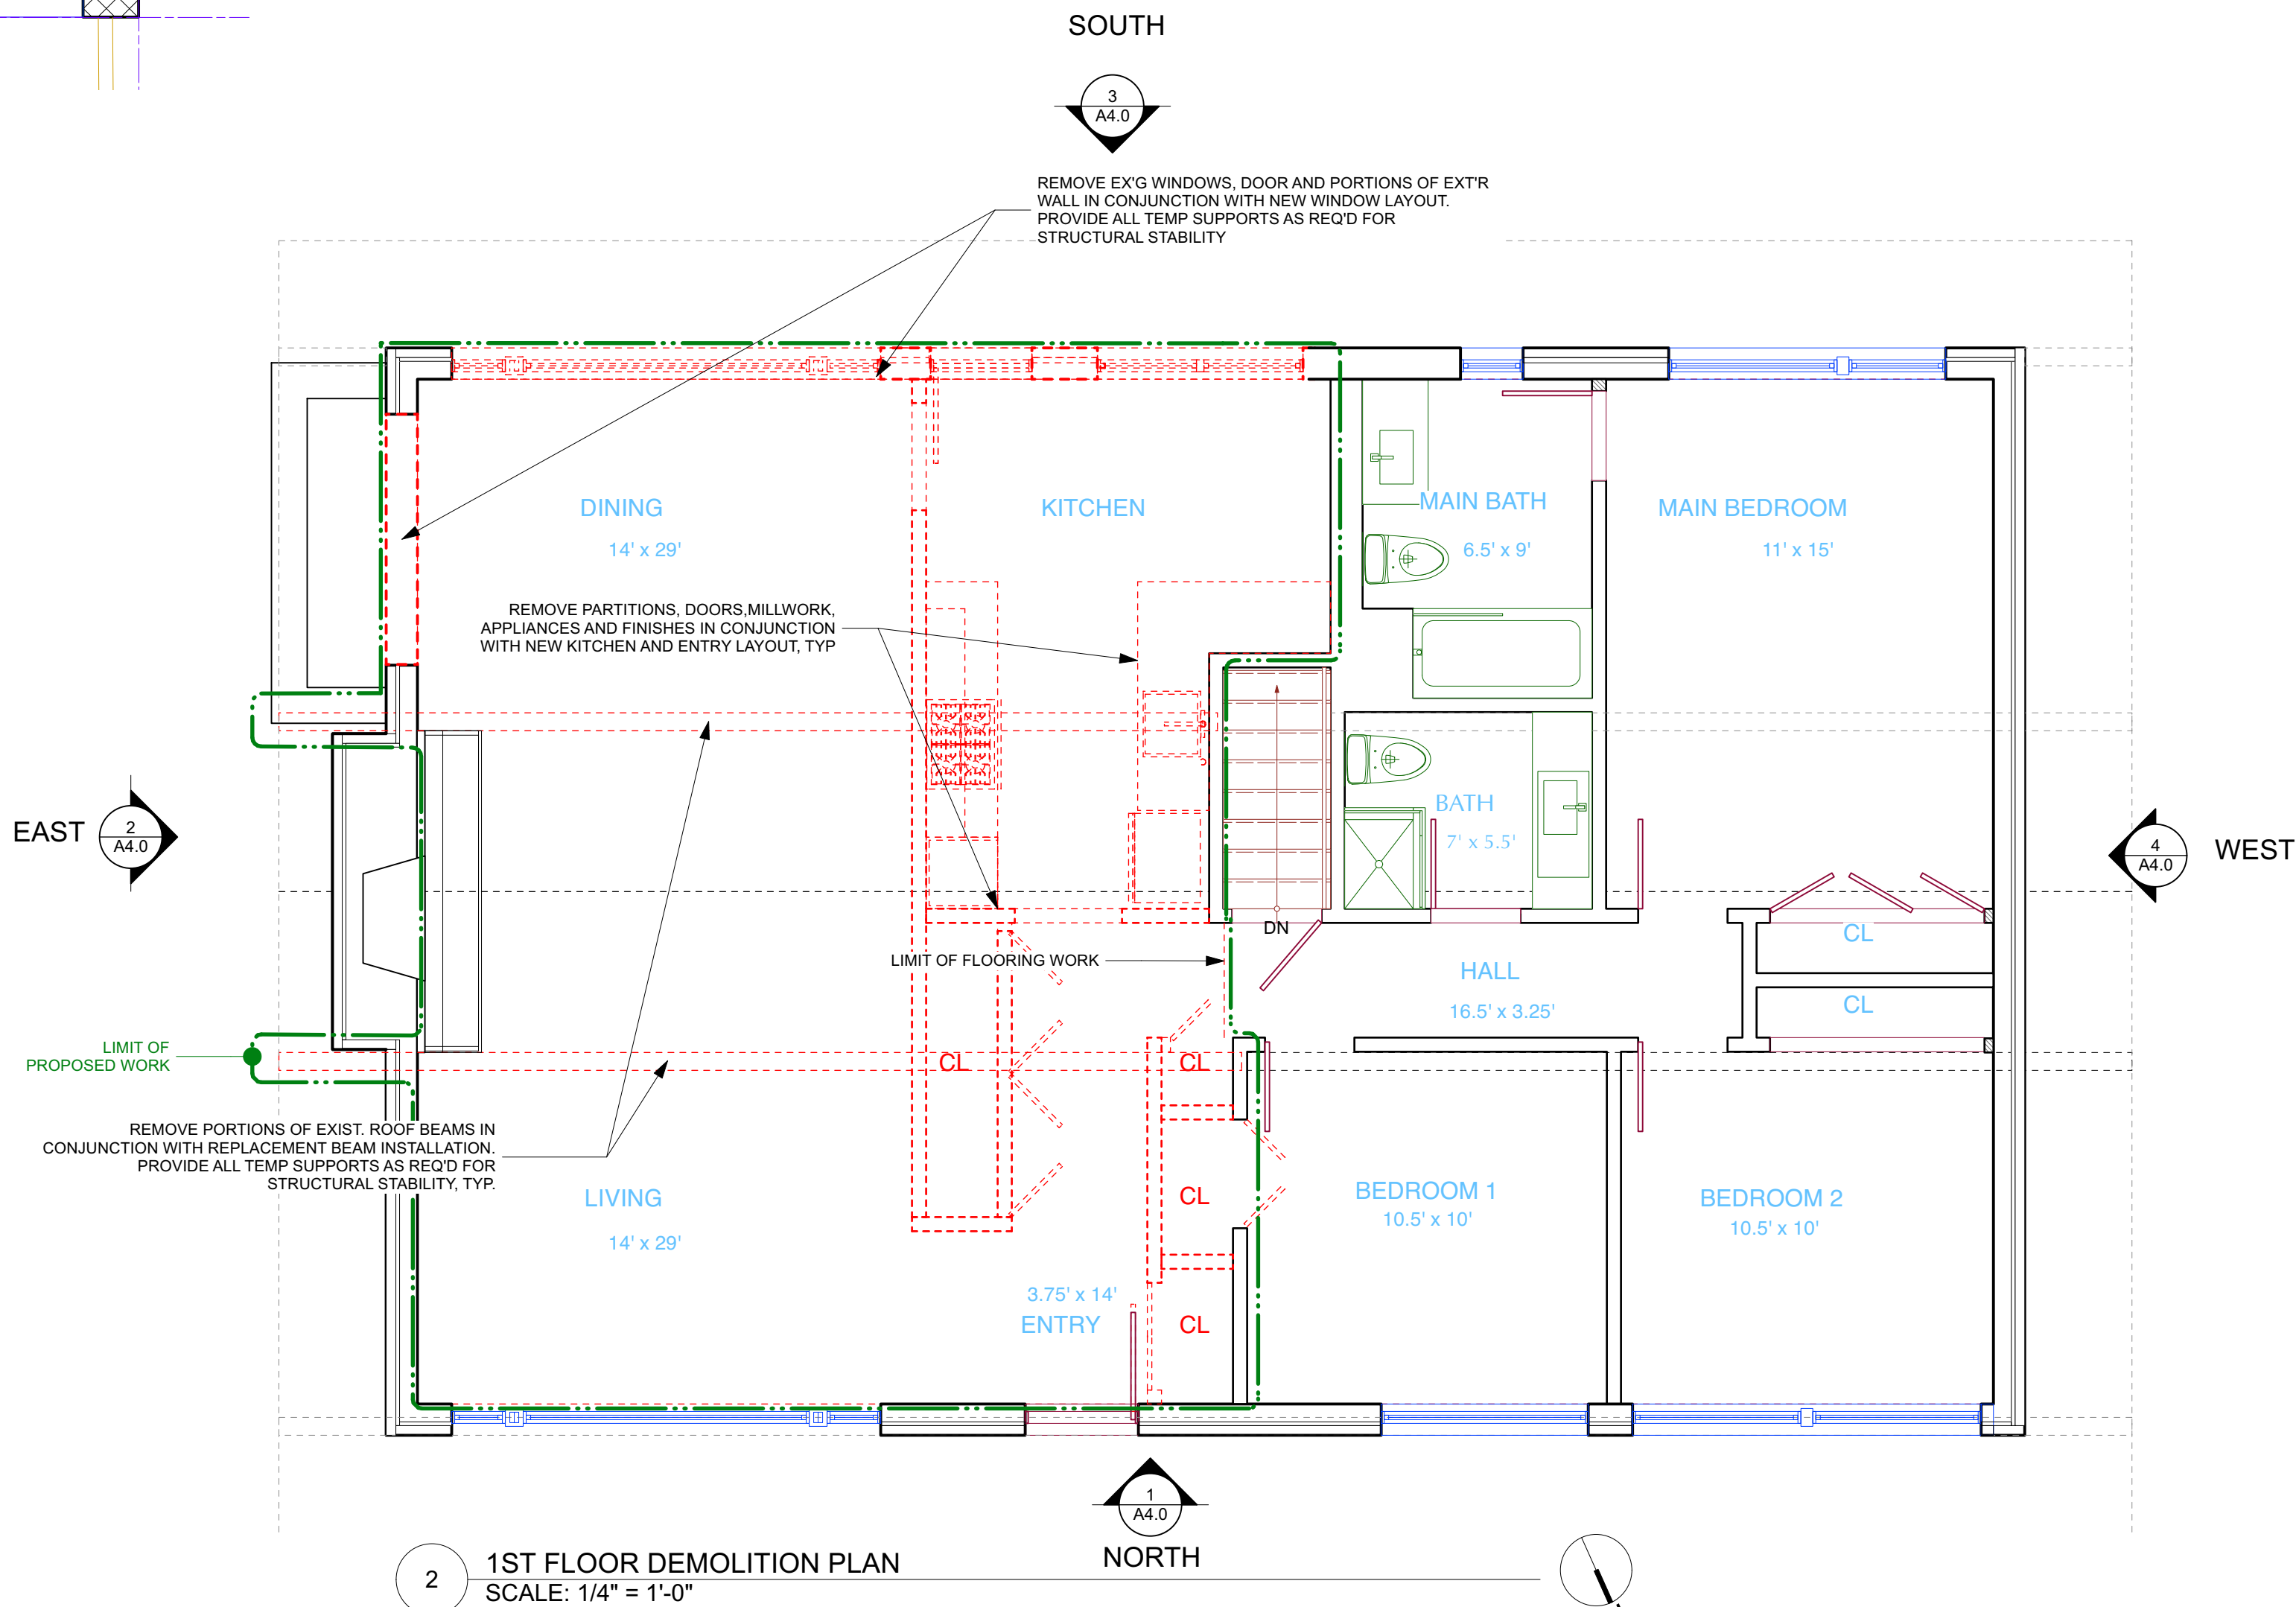 SOUTH
3
A4.0
REMOVE EX'G WINDOWS, DOOR AND PORTIONS OF EXT'R
WALL IN CONJUNCTION WITH NEW WINDOW LAYOUT.
PROVIDE ALL TEMP SUPPORTS AS REQ'D FOR
STRUCTURAL STABILITY
DINING
14' x 29'
KITCHEN
MAIN BATH
6.5' x 9'
MAIN BEDROOM
11' x 15'
REMOVE PARTITIONS, DOORS,MILLWORK,
APPLIANCES AND FINISHES IN CONJUNCTION
WITH NEW KITCHEN AND ENTRY LAYOUT, TYP
EAST
2
A4.0
BATH
7' x 5.5'
4
A4.0
WEST
DN
CL
LIMIT OF FLOORING WORK
HALL
16.5' x 3.25'
CL
LIMIT OF
PROPOSED WORK
CL
CL
REMOVE PORTIONS OF EXIST. ROOF BEAMS IN
CONJUNCTION WITH REPLACEMENT BEAM INSTALLATION.
PROVIDE ALL TEMP SUPPORTS AS REQ'D FOR
STRUCTURAL STABILITY, TYP.
LIVING
14' x 29'
CL
BEDROOM 1
10.5' x 10'
BEDROOM 2
10.5' x 10'
3.75' x 14'
ENTRY
CL
1
A4.0
NORTH
2
1ST FLOOR DEMOLITION PLAN
SCALE: 1/4" = 1'-0"